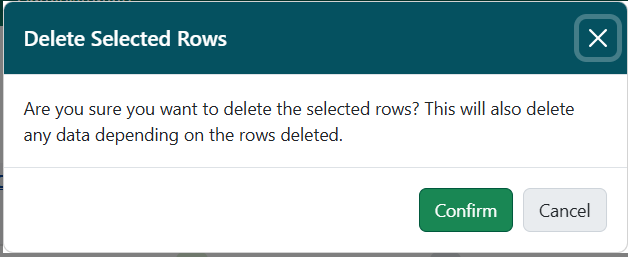 Delete Selected Rows
Are you sure you want to delete the selected rows? This will also delete
any data depending on the rows deleted.
Confirm
Cancel